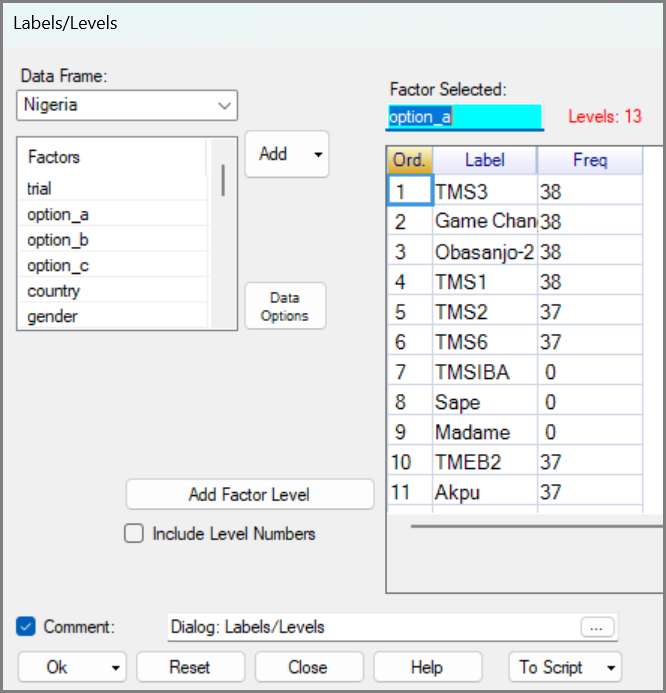 Labels/Levels
Data Frame:
Nigeria
Factors
trial
option_a
option_b
option_c
country
gender
Add
Data
Options
Factor Selected:
option_a
Levels: 13
Ord. Label Freq
1 TMS3 38
2 Game Chan 38
3 Obasanjo-2 38
4 TMS1 38
5 TMS2 37
6 TMS6 37
7 TMSIBA 0
8 Sape 0
9 Madame 0
10 TMEB2 37
11 Akpu 37
Add Factor Level
Include Level Numbers
Comment: Dialog: Labels/Levels ...
Ok Reset Close Help To Script